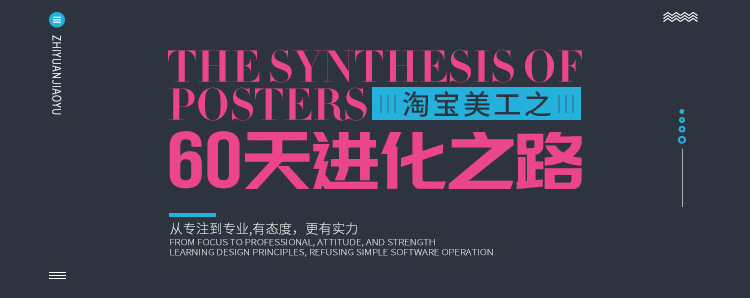 ZHIYUANJIAOYU
THE SYNTHESIS OF
POSTERS 淘宝美工之
60天进化之路
从专注到专业,有态度，更有实力
FROM FOCUS TO PROFESSIONAL, ATTITUDE, AND STRENGTH
LEARNING DESIGN PRINCIPLES, REFUSING SIMPLE SOFTWARE OPERATION